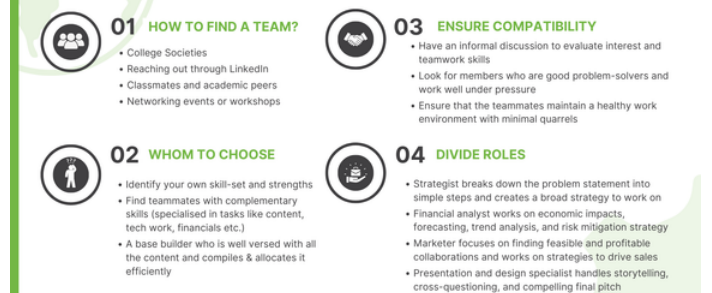 01 HOW TO FIND A TEAM?
• College Societies
• Reaching out through LinkedIn
• Classmates and academic peers
• Networking events or workshops
02 WHOM TO CHOOSE
• Identify your own skill-set and strengths
• Find teammates with complementary
skills (specialised in tasks like content,
tech work, financials etc.)
• A base builder who is well versed with all
the content and compiles & allocates it
efficiently
03 ENSURE COMPATIBILITY
• Have an informal discussion to evaluate interest and
teamwork skills
• Look for members who are good problem-solvers and
work well under pressure
• Ensure that the teammates maintain a healthy work
environment with minimal quarrels
04 DIVIDE ROLES
• Strategist breaks down the problem statement into
simple steps and creates a broad strategy to work on
• Financial analyst works on economic impacts,
forecasting, trend analysis, and risk mitigation strategy
• Marketer focuses on finding feasible and profitable
collaborations and works on strategies to drive sales
• Presentation and design specialist handles storytelling,
cross-questioning, and compelling final pitch